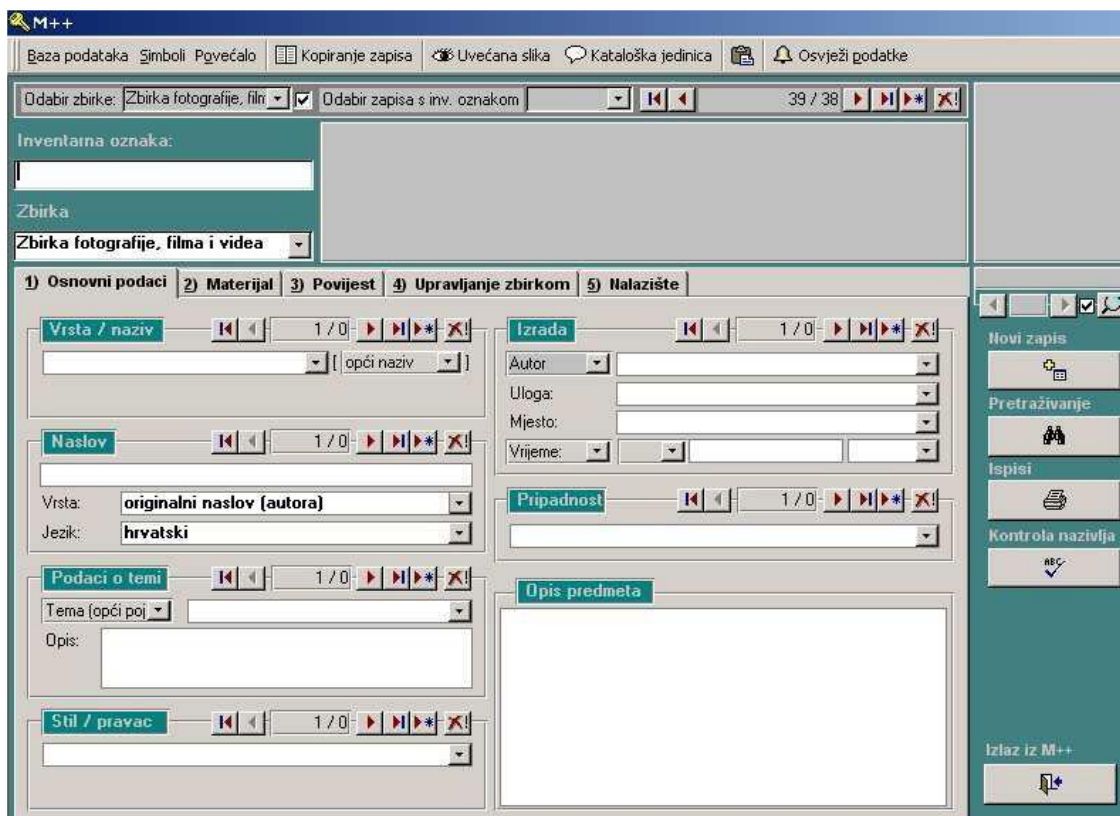 M++
Baza podataka Simboli Povećalo Kopiranje zapisa Uvećana slika Kataloška jedinica Osvježi podatke
Odabir zbirke: Zbirka fotografije, film Odabir zapisa s inv. oznakom 39 / 38
Inventarna oznaka:
Zbirka
Zbirka fotografije, filma i videa
1) Osnovni podaci 2) Materijal 3) Povijest 4) Upravljanje zbirkom 5) Nalazište
Vrsta / naziv 1 / 0
[ opći naziv ]
Naslov 1 / 0
Vrsta: originalni naslov (autora)
Jezik: hrvatski
Podaci o temi 1 / 0
Tema (opći poj
Opis:
Stil / pravac 1 / 0
Izrada 1 / 0
Autor
Uloga:
Mjesto:
Vrijeme:
Pripadnost 1 / 0
Opis predmeta
Novi zapis
Pretraživanje
Ispisi
Kontrola nazivlja
ABC
Izlaz iz M++